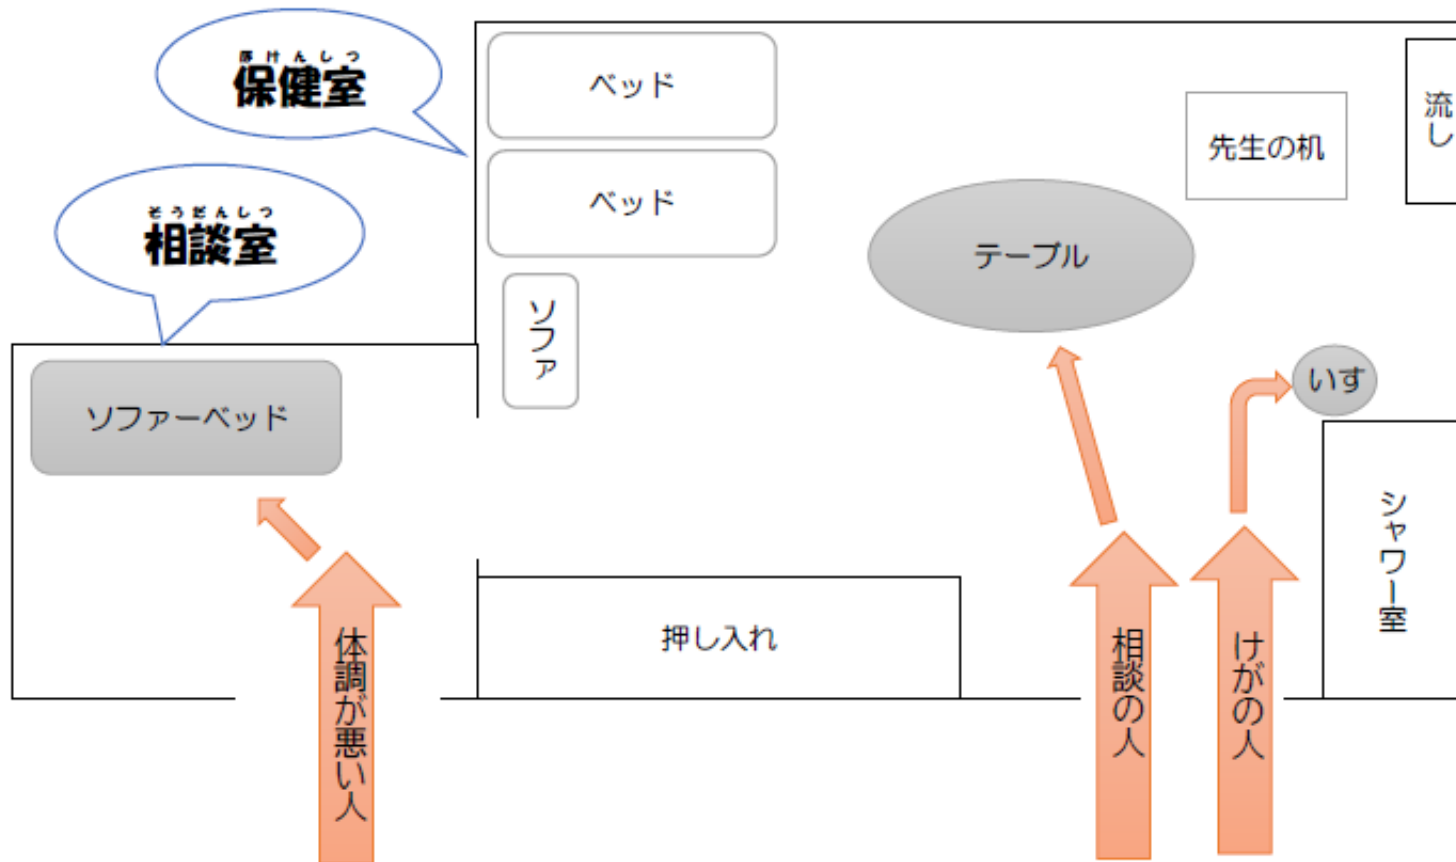 ほけんしつ
保健室
そうだんしつ
相談室
ベッド
ベッド
ソファ
先生の机
流し
テーブル
いす
ソファーベッド
シャワー室
押し入れ
体調が悪い人
相談の人
けがの人